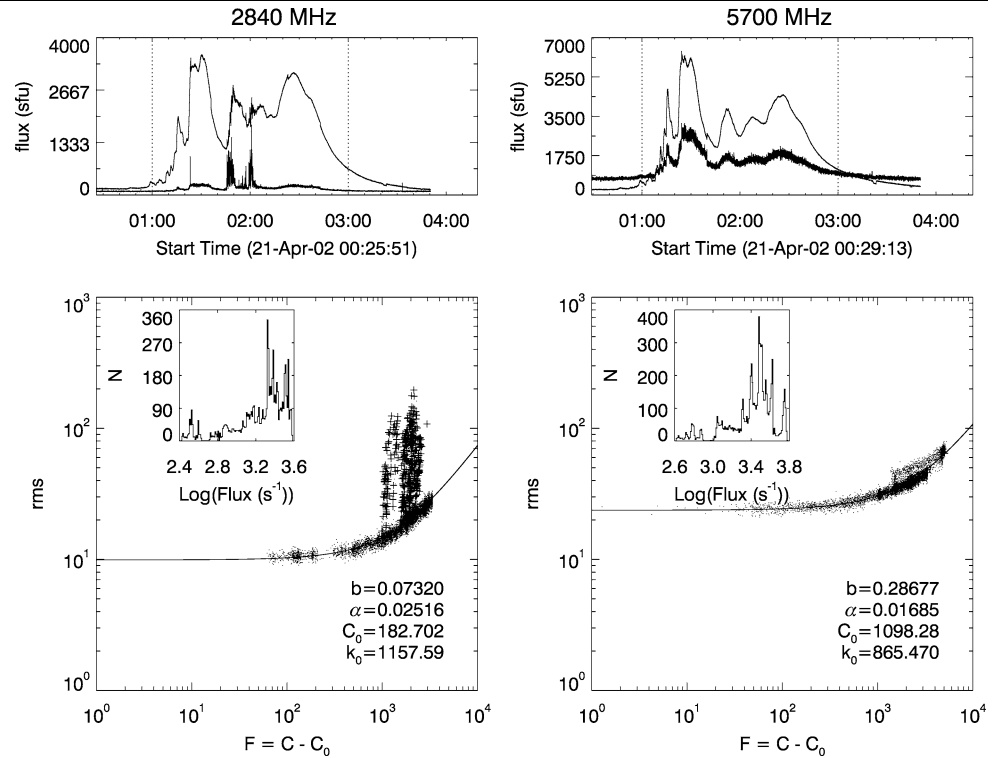 2840 MHz
4000
2667
1333
0
flux (sfu)
01:00 02:00 03:00 04:00
Start Time (21-Apr-02 00:25:51)
5700 MHz
7000
5250
3500
1750
0
flux (sfu)
01:00 02:00 03:00 04:00
Start Time (21-Apr-02 00:29:13)
10³
10²
10¹
10⁰
rms
360
270
180
90
0
N
2.4 2.8 3.2 3.6
Log(Flux (s⁻¹))
b=0.07320
α=0.02516
C₀=182.702
k₀=1157.59
10⁰ 10¹ 10² 10³ 10⁴
F = C - C₀
10³
10²
10¹
10⁰
rms
400
300
200
100
0
N
2.6 3.0 3.4 3.8
Log(Flux (s⁻¹))
b=0.28677
α=0.01685
C₀=1098.28
k₀=865.470
10⁰ 10¹ 10² 10³ 10⁴
F = C - C₀